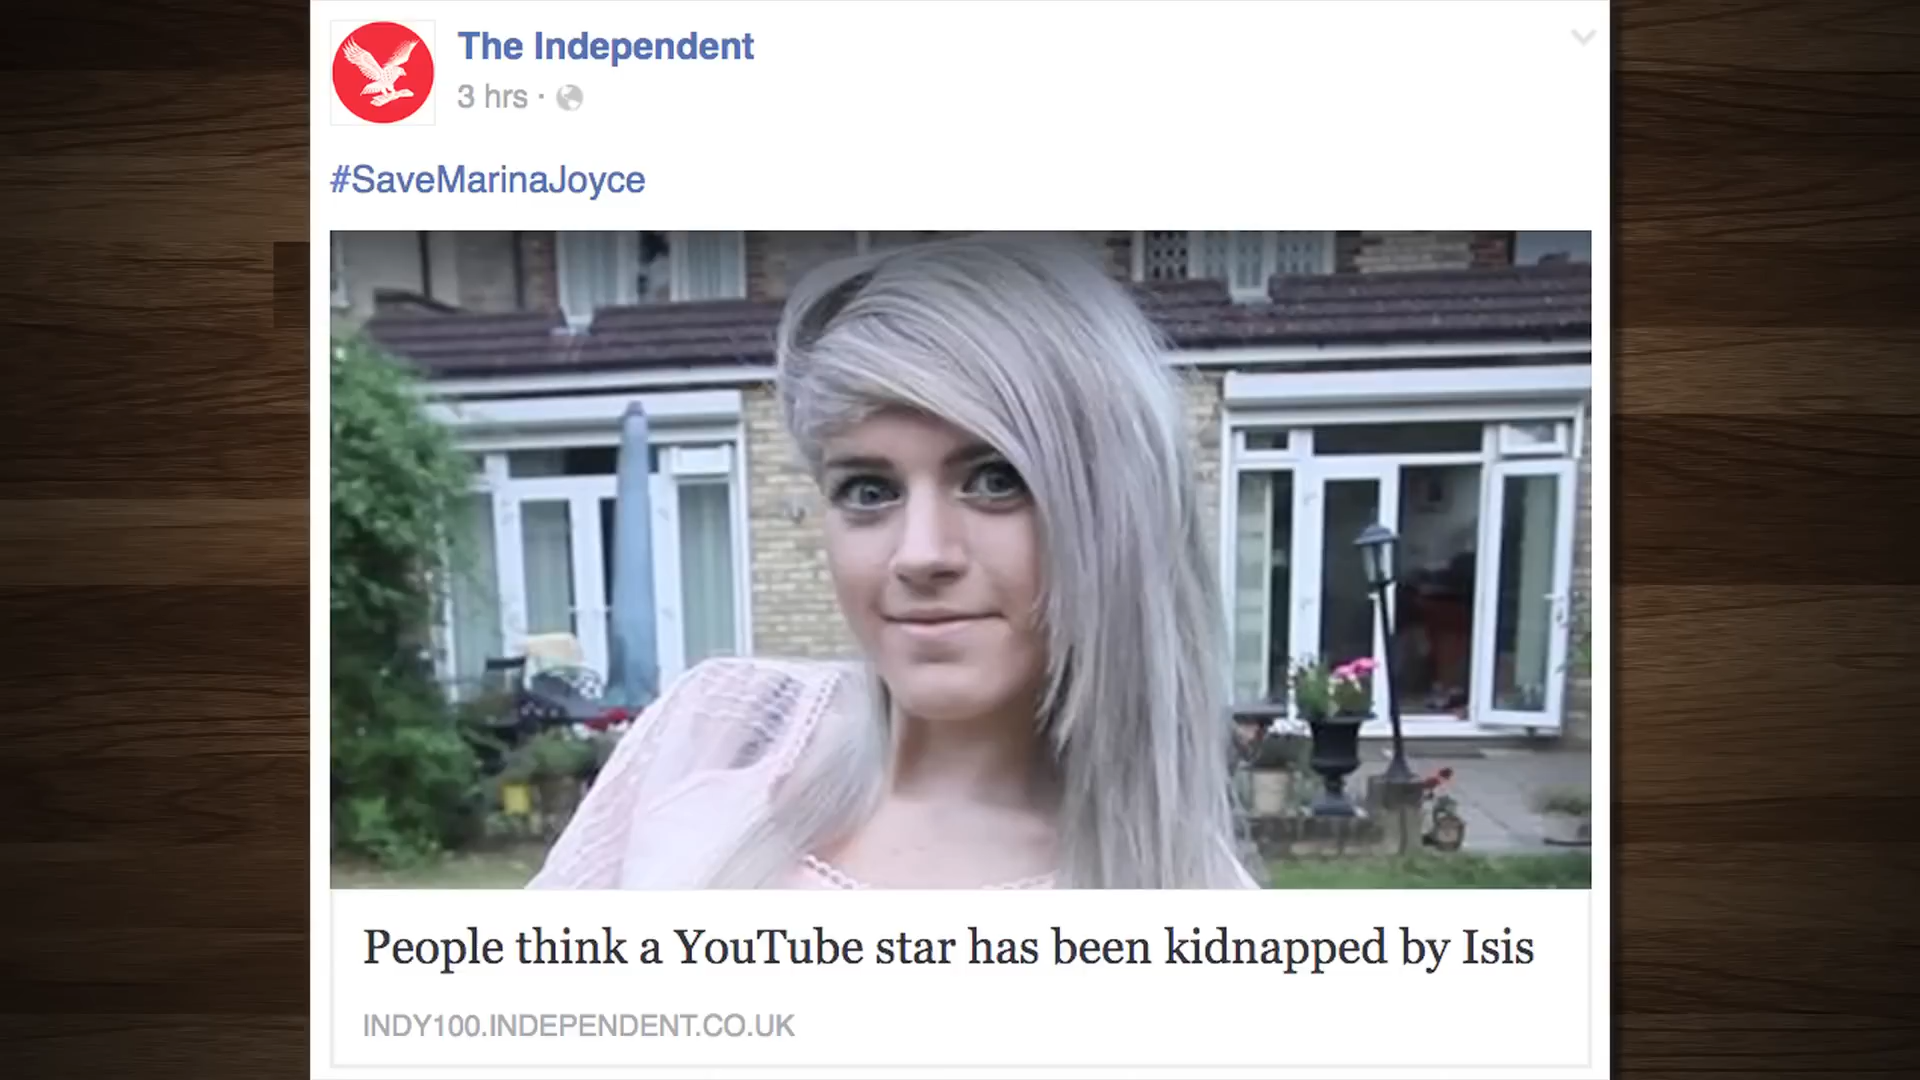 The Independent
3 hrs ·
#SaveMarinaJoyce
People think a YouTube star has been kidnapped by Isis
INDY100.INDEPENDENT.CO.UK